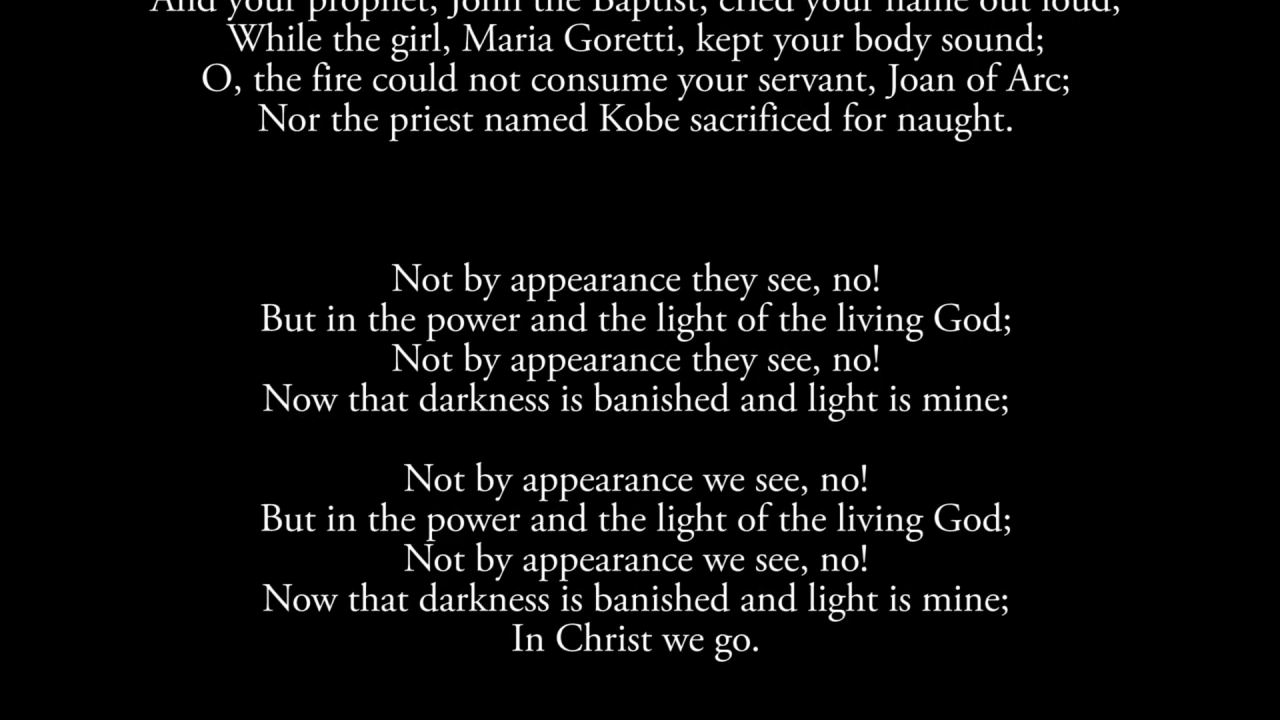 And your prophet, John the Baptist, cried your name out loud;
While the girl, Maria Goretti, kept your body sound;
O, the fire could not consume your servant, Joan of Arc;
Nor the priest named Kobe sacrificed for naught.
Not by appearance they see, no!
But in the power and the light of the living God;
Not by appearance they see, no!
Now that darkness is banished and light is mine;
Not by appearance we see, no!
But in the power and the light of the living God;
Not by appearance we see, no!
Now that darkness is banished and light is mine;
In Christ we go.